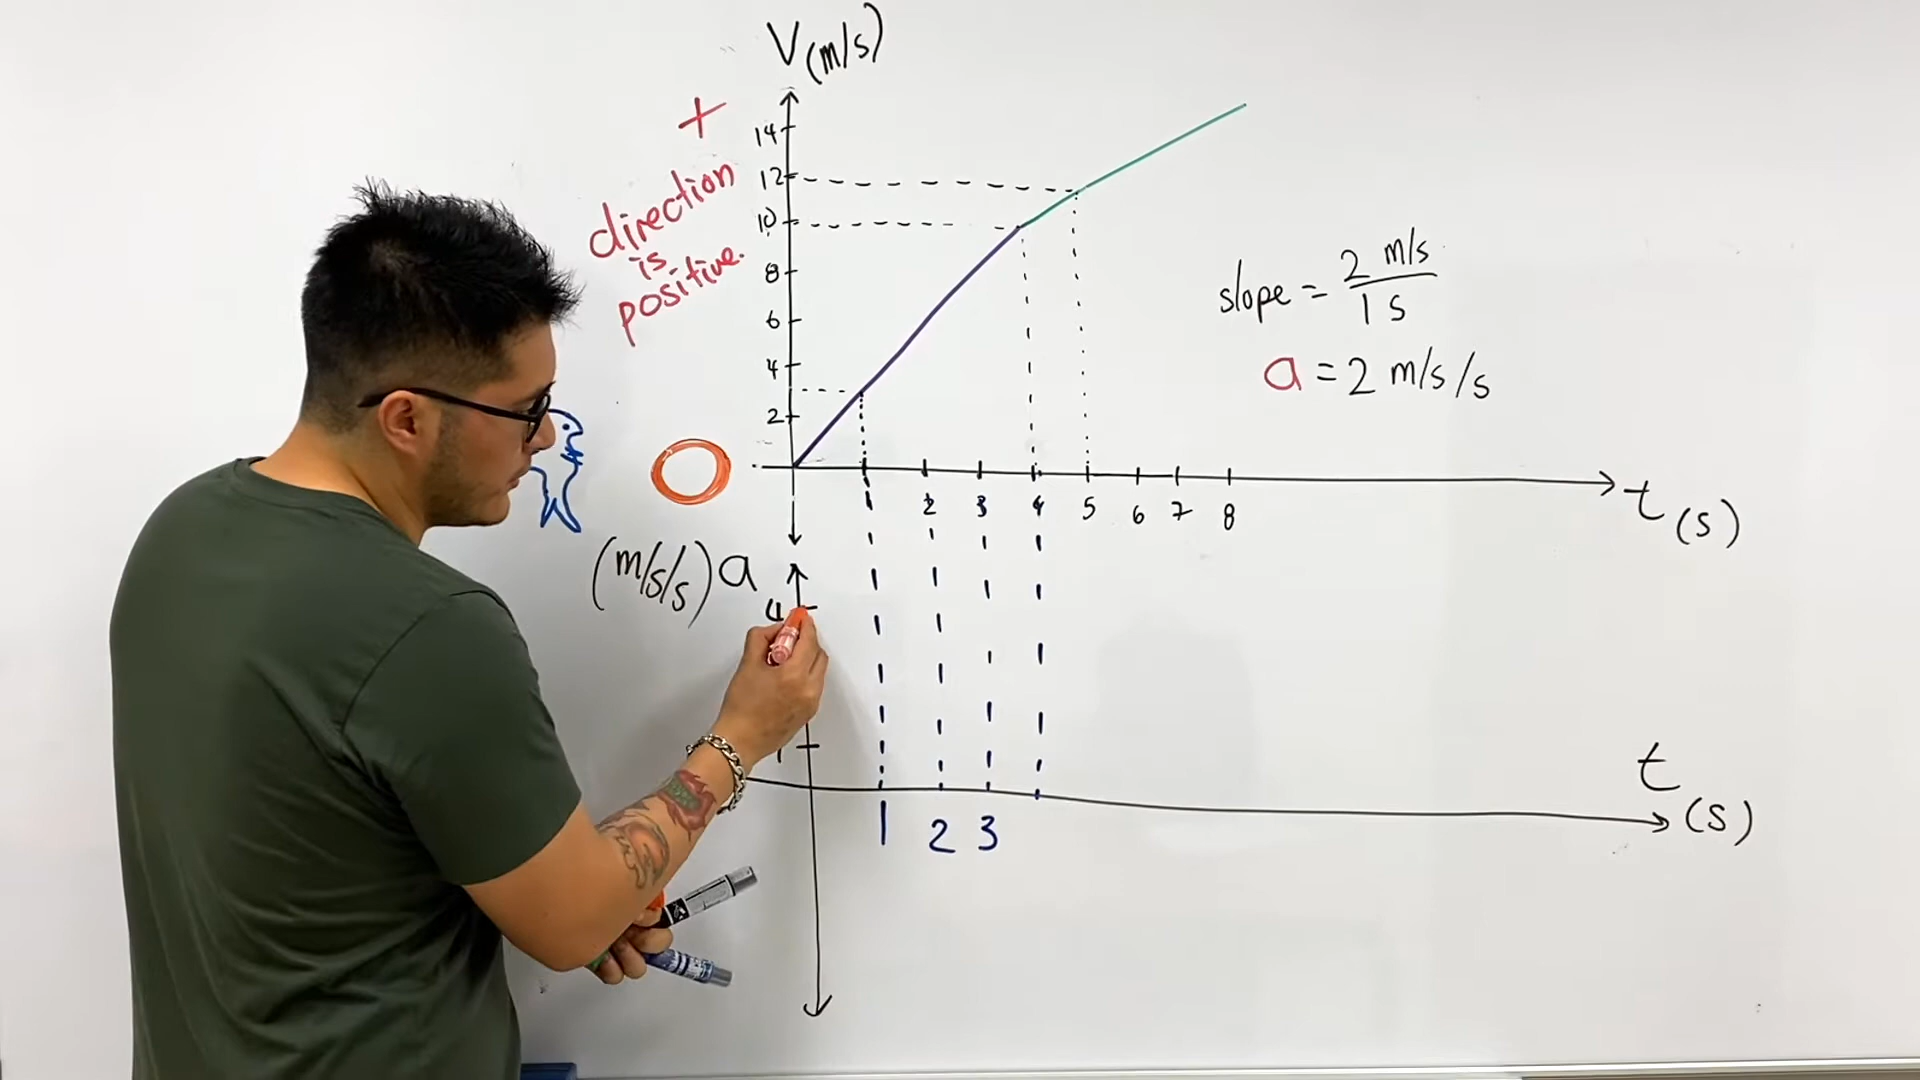 V(m/s)
+
direction
is
positive.
14
12
10
8
6
4
2
slope = 2 m/s
1 s
a = 2 m/s/s
1 2 3 4 5 6 7 8
t(s)
(m/s/s) a
4
t
(s)
1 2 3